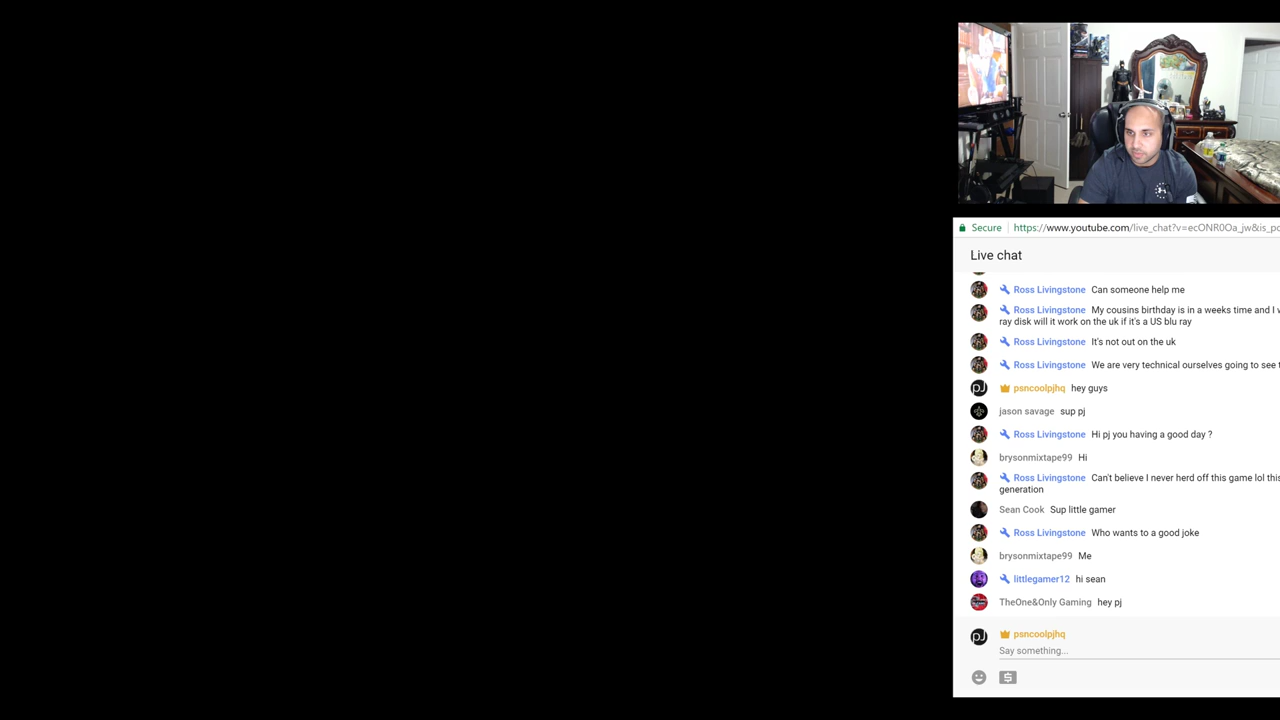 Secure https://www.youtube.com/live_chat?v=ecONR0Oa_jw&is_po
Live chat
Ross Livingstone Can someone help me
Ross Livingstone My cousins birthday is in a weeks time and I w
ray disk will it work on the uk if it's a US blu ray
Ross Livingstone It's not out on the uk
Ross Livingstone We are very technical ourselves going to see t
psncoolpjhq hey guys
jason savage sup pj
Ross Livingstone Hi pj you having a good day ?
brysonmixtape99 Hi
Ross Livingstone Can't believe I never herd off this game lol this
generation
Sean Cook Sup little gamer
Ross Livingstone Who wants to a good joke
brysonmixtape99 Me
littlegamer12 hi sean
TheOne&Only Gaming hey pj
pJ psncoolpjhq
Say something...